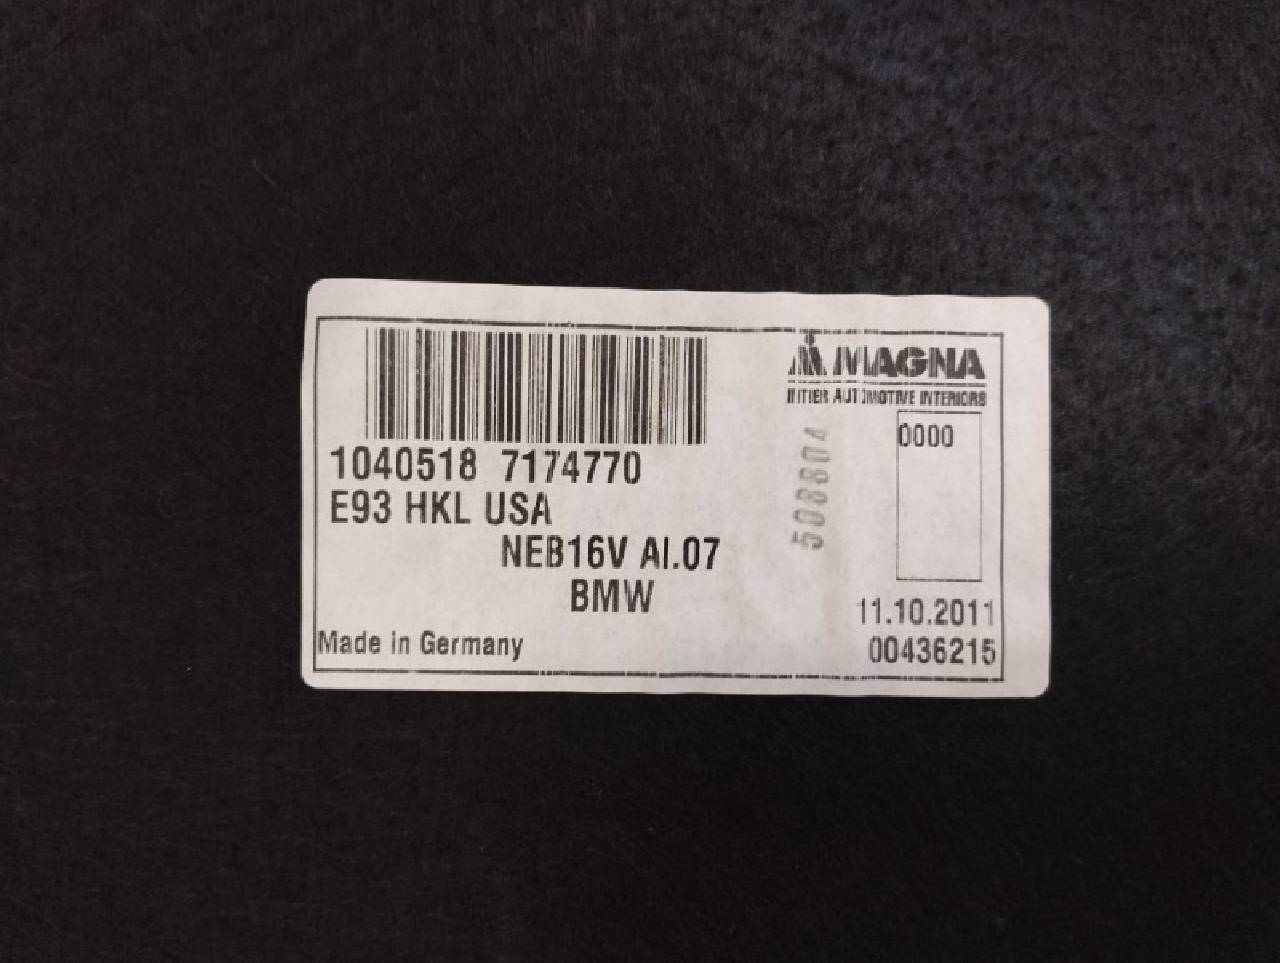 MAGNA
INTIER AUTOMOTIVE INTERIORS
0000
1040518 7174770
E93 HKL USA
NEB16V AI.07
BMW
508804
11.10.2011
Made in Germany
00436215